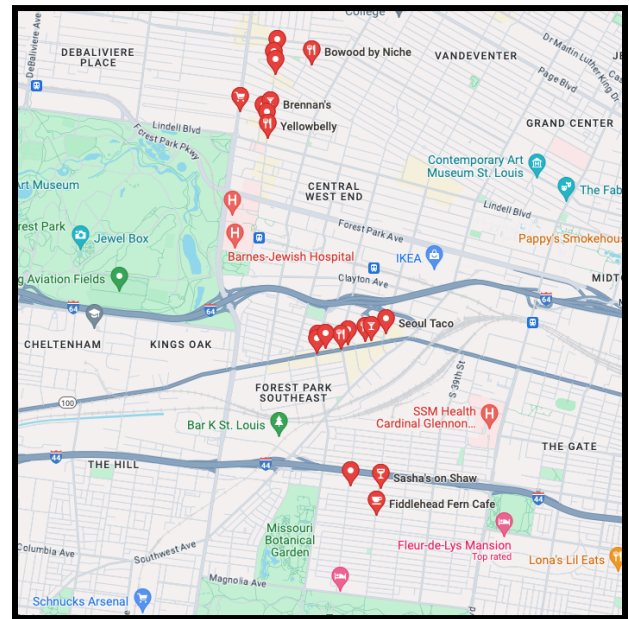 College
DeBaliviere Ave
DEBALIVIERE
PLACE
Bowood by Niche
VANDEVENTER
Dr Martin Luther King Dr
Page Blvd
Brennan's
Yellowbelly
Lindell Blvd
Forest Park Pkwy
GRAND CENTER
Contemporary Art
Museum St. Louis
The Fab
Art Museum
CENTRAL
WEST END
Lindell Blvd
Forest Park Ave
rest Park
Jewel Box
H
H
Barnes-Jewish Hospital
IKEA
Pappy's Smokehous
g Aviation Fields
Clayton Ave
MIDT
64
64
64
CHELTENHAM
KINGS OAK
Seoul Taco
S 39th St
FOREST PARK
SOUTHEAST
100
Bar K St. Louis
SSM Health
Cardinal Glennon...
H
THE GATE
44
THE HILL
44
Sasha's on Shaw
44
Fiddlehead Fern Cafe
Missouri
Botanical
Garden
Columbia Ave
Southwest Ave
Fleur-de-Lys Mansion
Top rated
Lona's Lil Eats
Magnolia Ave
Schnucks Arsenal